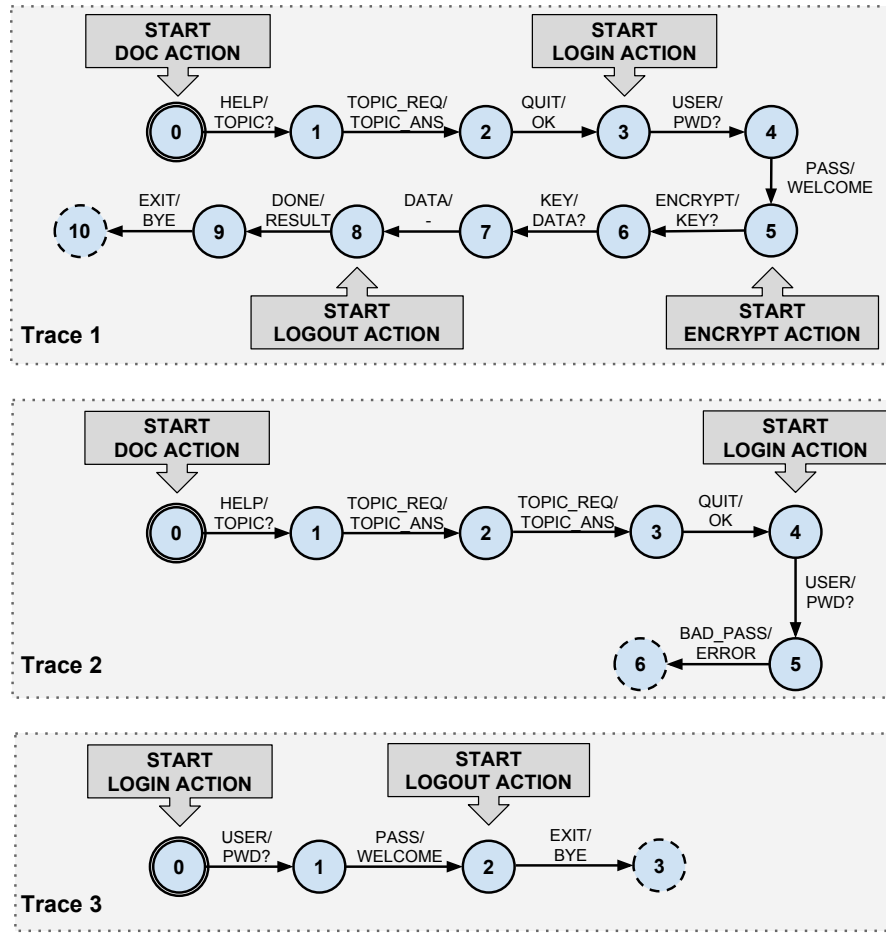 START
DOC ACTION
START
LOGIN ACTION
HELP/
TOPIC?
TOPIC_REQ/
TOPIC_ANS
QUIT/
OK
USER/
PWD?
0
1
2
3
4
PASS/
WELCOME
EXIT/
BYE
DONE/
RESULT
DATA/
-
KEY/
DATA?
ENCRYPT/
KEY?
10
9
8
7
6
5
START
LOGOUT ACTION
START
ENCRYPT ACTION
Trace 1
START
DOC ACTION
START
LOGIN ACTION
HELP/
TOPIC?
TOPIC_REQ/
TOPIC_ANS
TOPIC_REQ/
TOPIC_ANS
QUIT/
OK
0
1
2
3
4
USER/
PWD?
BAD_PASS/
ERROR
6
5
Trace 2
START
LOGIN ACTION
START
LOGOUT ACTION
USER/
PWD?
PASS/
WELCOME
EXIT/
BYE
0
1
2
3
Trace 3